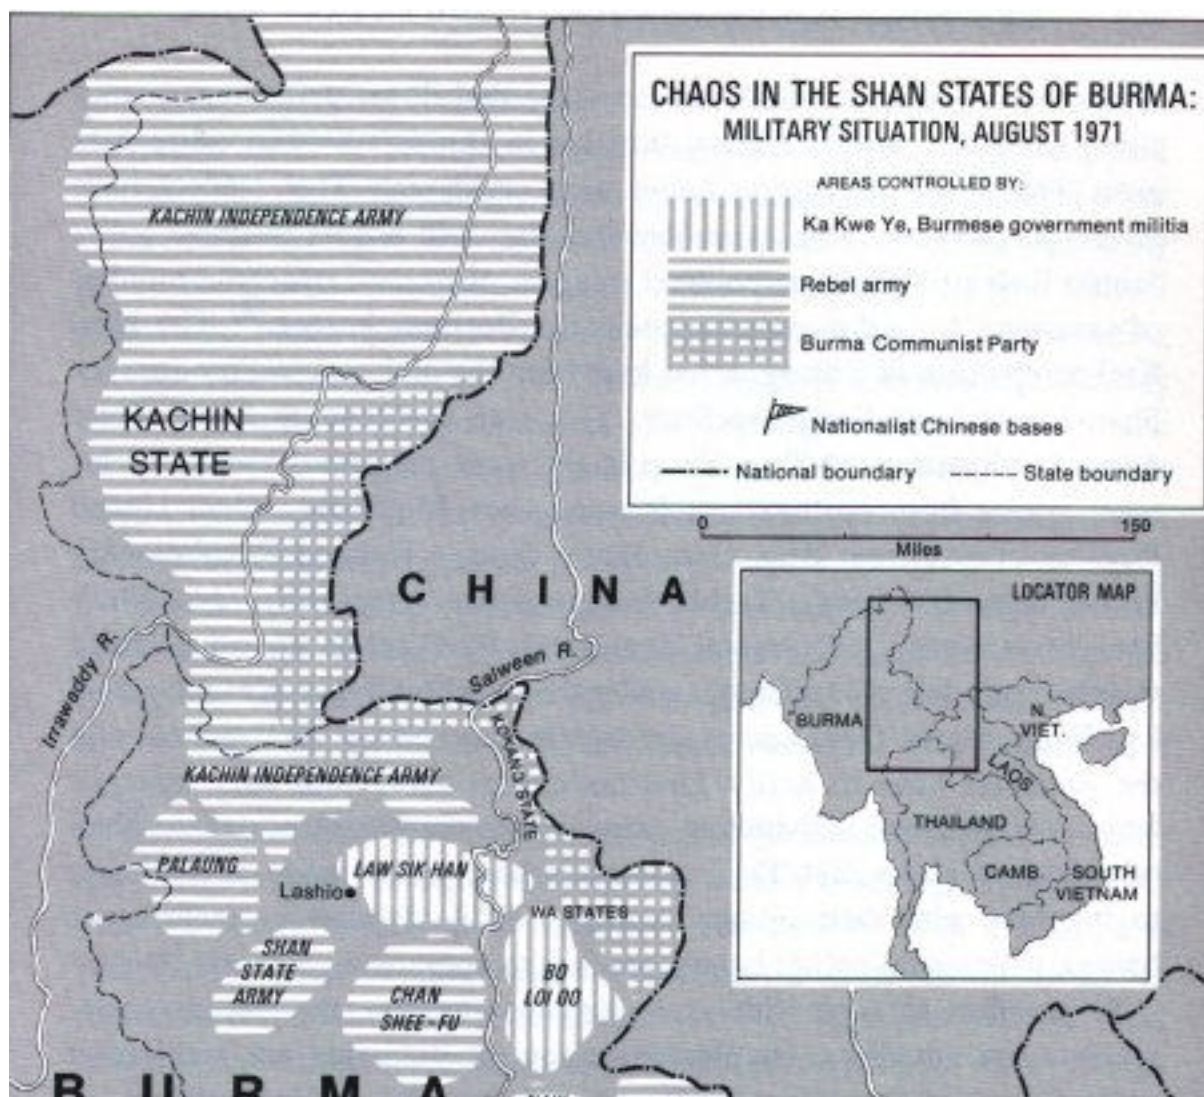 CHAOS IN THE SHAN STATES OF BURMA:
MILITARY SITUATION, AUGUST 1971
AREAS CONTROLLED BY:
Ka Kwe Ye, Burmese government militia
Rebel army
Burma Communist Party
Nationalist Chinese bases
National boundary
State boundary
0
150
Miles
LOCATOR MAP
BURMA
N.
VIET.
LAOS
THAILAND
CAMB.
SOUTH
VIETNAM
KACHIN INDEPENDENCE ARMY
KACHIN
STATE
CHINA
Salween R.
Irrawaddy R.
KOKANG STATE
KACHIN INDEPENDENCE ARMY
PALAUNG
LAW SIK HAN
Lashio
WA STATES
SHAN
STATE
ARMY
CHAN
SHEE-FU
BO
LOI OO
BURMA